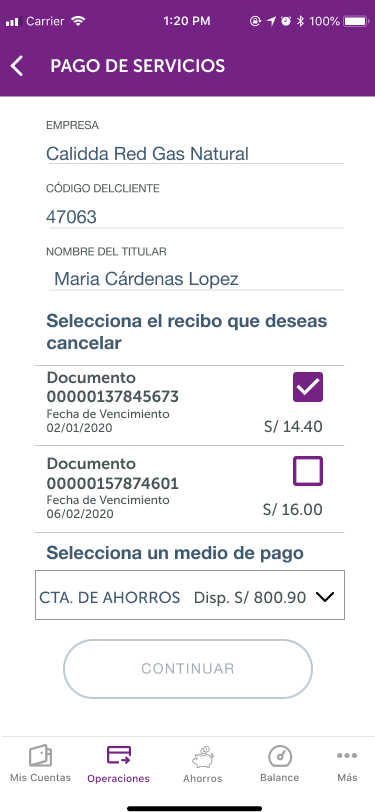 Carrier 1:20 PM 100%
PAGO DE SERVICIOS
EMPRESA
Calidda Red Gas Natural
CÓDIGO DELCLIENTE
47063
NOMBRE DEL TITULAR
Maria Cárdenas Lopez
Selecciona el recibo que deseas
cancelar
Documento
00000137845673
Fecha de Vencimiento
02/01/2020
S/ 14.40
Documento
00000157874601
Fecha de Vencimiento
06/02/2020
S/ 16.00
Selecciona un medio de pago
CTA. DE AHORROS Disp. S/ 800.90
CONTINUAR
Mis Cuentas Operaciones Ahorros Balance Más